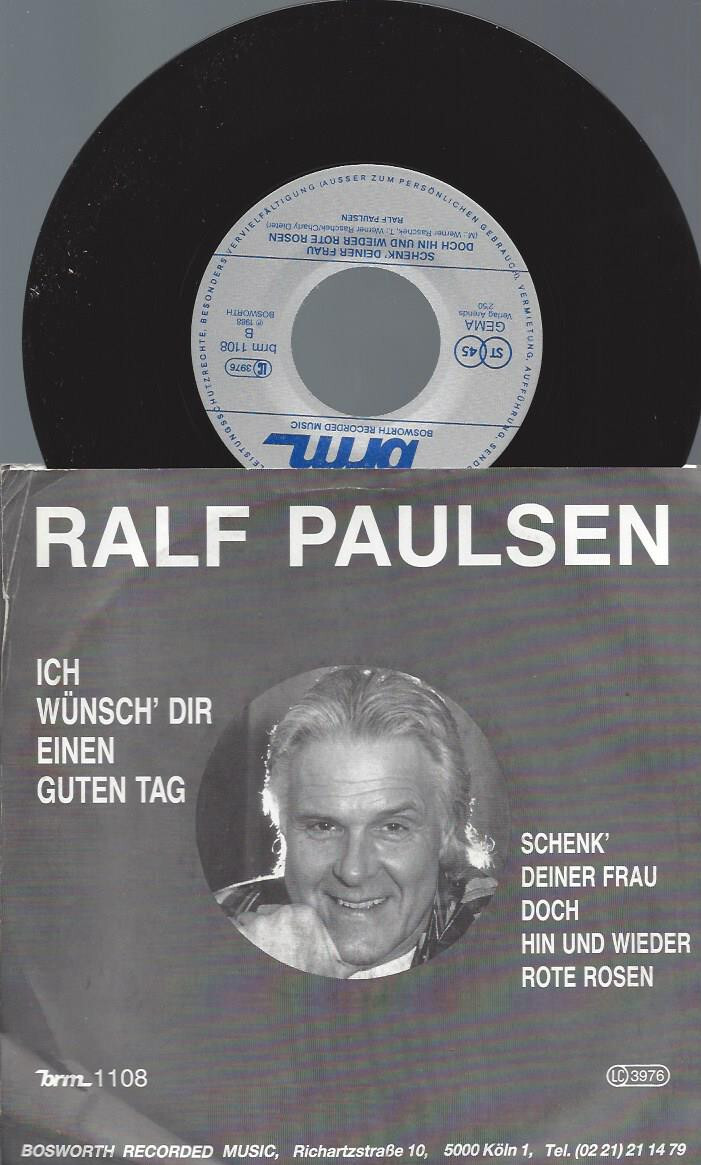 LEISTUNGSSCHUTZRECHTE, BESONDERS VERVIELFÄLTIGUNG (AUSSER ZUM PERSÖNLICHEN GEBRAUCH), VERMIETUNG, AUFFÜHRUNG,
brm
BOSWORTH RECORDED MUSIC
ST 45
LC 3976
GEMA
Verlag Arends
2'50
brm 1108
B
℗ 1988
BOSWORTH
SCHENK' DEINER FRAU
DOCH HIN UND WIEDER ROTE ROSEN
(M.: Werner Raschek, T.: Werner Raschek/Charly Dieter)
RALF PAULSEN
RALF PAULSEN
ICH
WÜNSCH' DIR
EINEN
GUTEN TAG
SCHENK'
DEINER FRAU
DOCH
HIN UND WIEDER
ROTE ROSEN
brm 1108
LC 3976
BOSWORTH RECORDED MUSIC, Richartzstraße 10, 5000 Köln 1, Tel. (02 21) 21 14 79